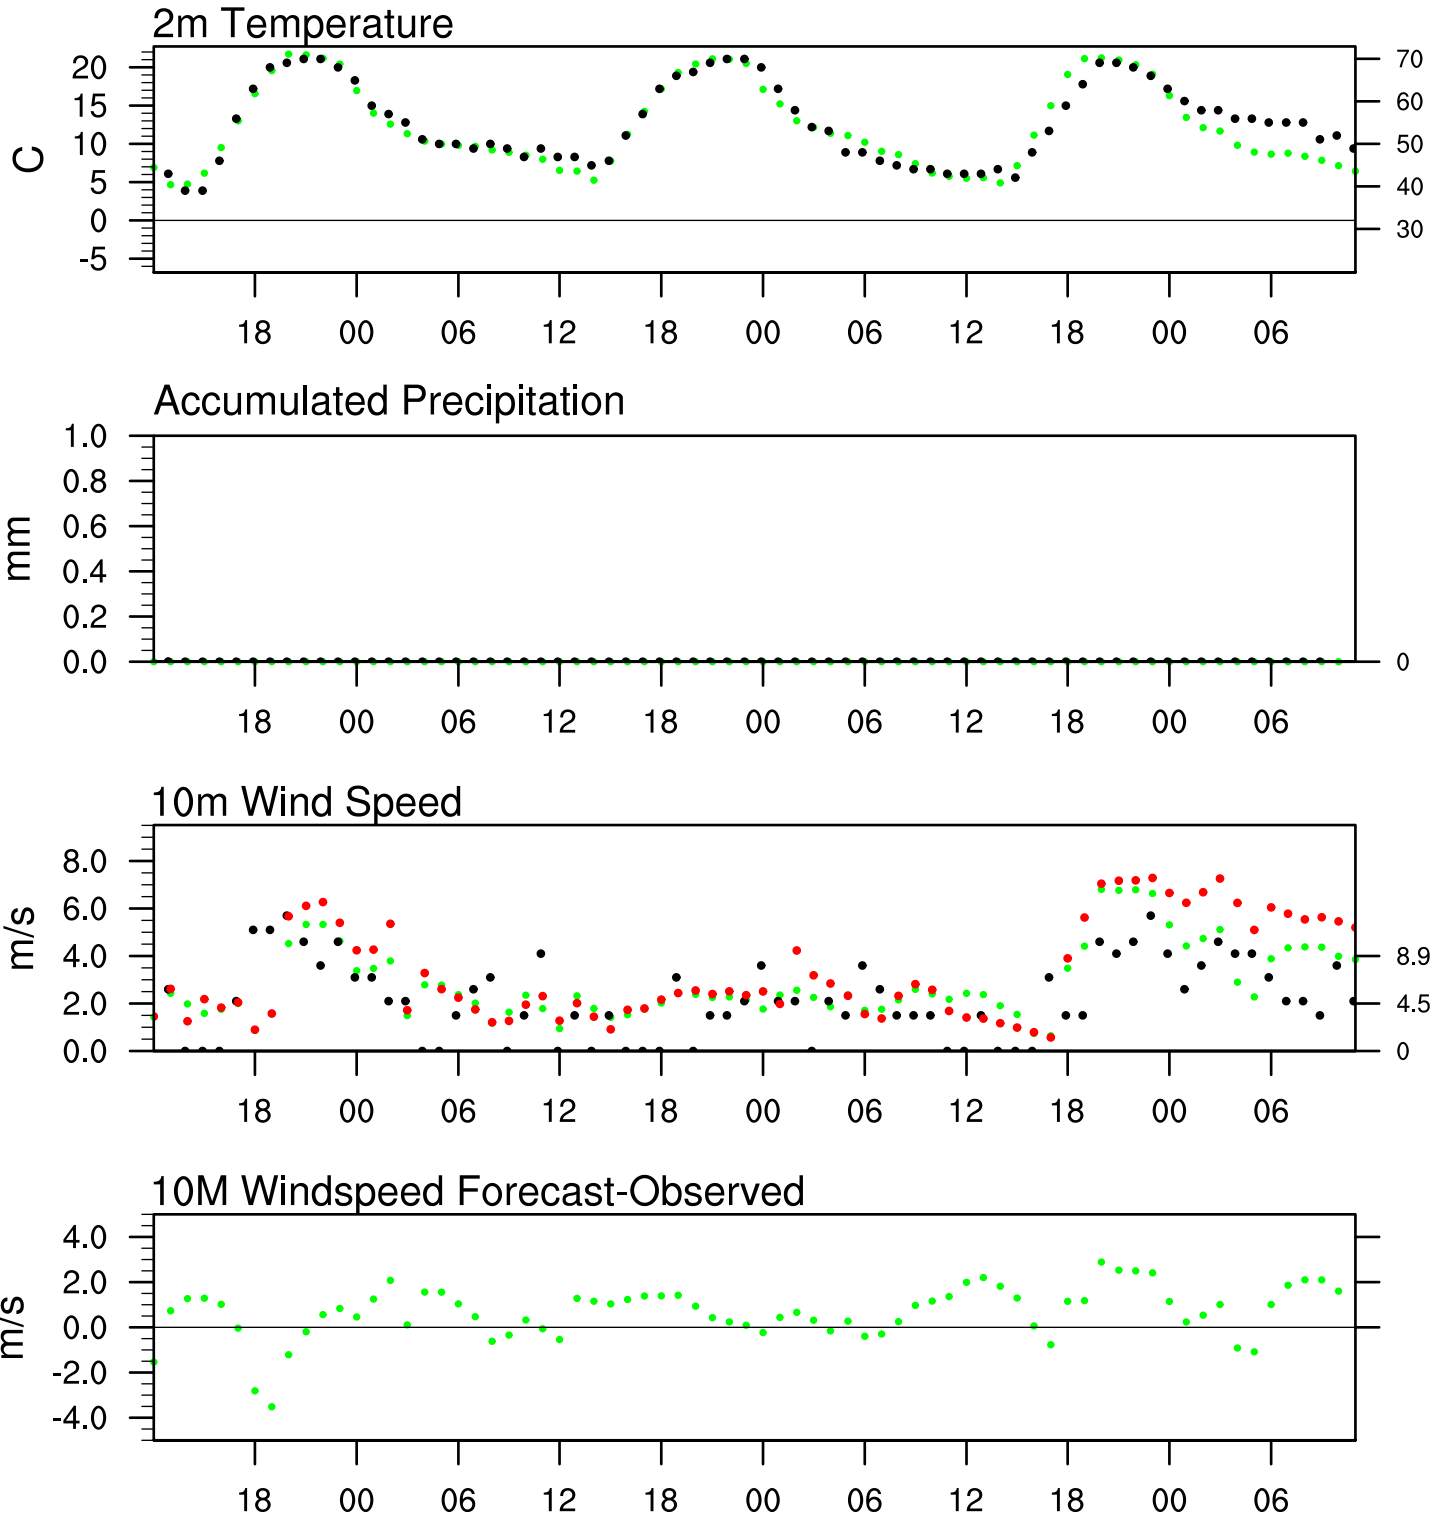 2m Temperature
C
20
15
10
5
0
-5
70
60
50
40
30
18 00 06 12 18 00 06 12 18 00 06
Accumulated Precipitation
mm
1.0
0.8
0.6
0.4
0.2
0.0
0
18 00 06 12 18 00 06 12 18 00 06
10m Wind Speed
m/s
8.0
6.0
4.0
2.0
0.0
8.9
4.5
0
18 00 06 12 18 00 06 12 18 00 06
10M Windspeed Forecast-Observed
m/s
4.0
2.0
0.0
-2.0
-4.0
18 00 06 12 18 00 06 12 18 00 06